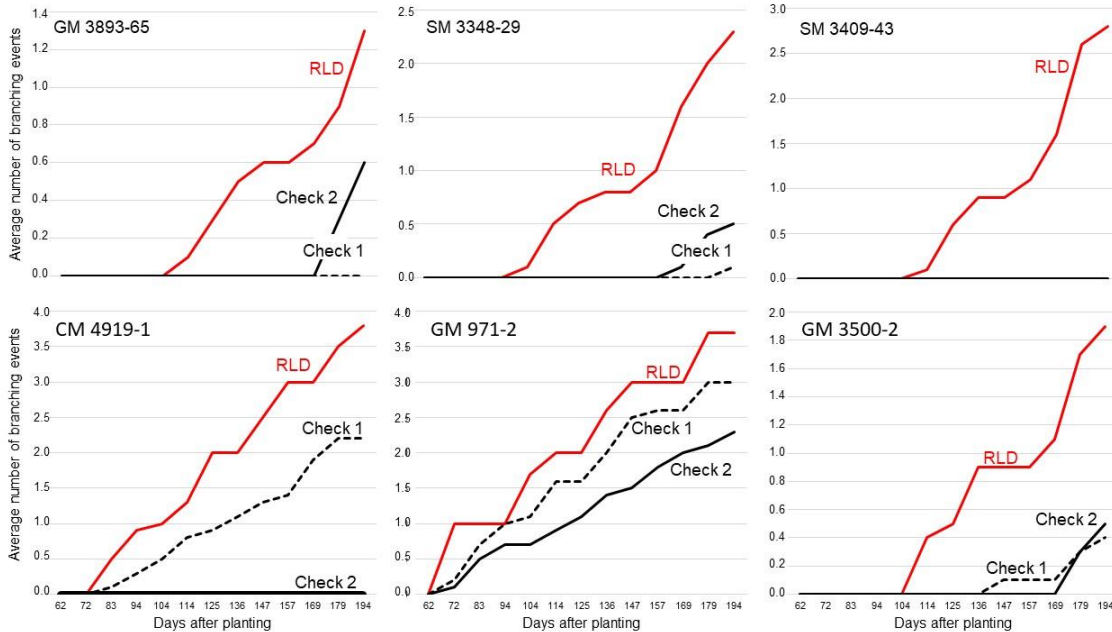 GM 3893-65
SM 3348-29
SM 3409-43
Average number of branching events
1.4
1.2
1.0
0.8
0.6
0.4
0.2
0.0
RLD
Check 2
Check 1
2.5
2.0
1.5
1.0
0.5
0.0
RLD
Check 2
Check 1
3.0
2.5
2.0
1.5
1.0
0.5
0.0
RLD
CM 4919-1
GM 971-2
GM 3500-2
Average number of branching events
4.0
3.5
3.0
2.5
2.0
1.5
1.0
0.5
0.0
RLD
Check 1
Check 2
62 72 83 94 104 114 125 136 147 157 169 179 194
Days after planting
4.0
3.5
3.0
2.5
2.0
1.5
1.0
0.5
0.0
RLD
Check 1
Check 2
62 72 83 94 104 114 125 136 147 157 169 179 194
Days after planting
2.0
1.8
1.6
1.4
1.2
1.0
0.8
0.6
0.4
0.2
0.0
RLD
Check 2
Check 1
62 72 83 94 104 114 125 136 147 157 169 179 194
Days after planting